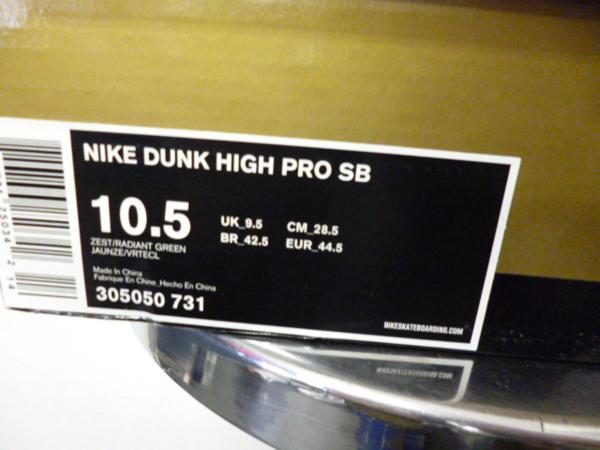 NIKE DUNK HIGH PRO SB
10.5
UK_9.5 CM_28.5
BR_42.5 EUR_44.5
ZEST/RADIANT GREEN
JAUNZE/VRTECL
Made In China
Fabrique En Chine_Hecho En China
305050 731
NIKESKATEBOARDING.COM